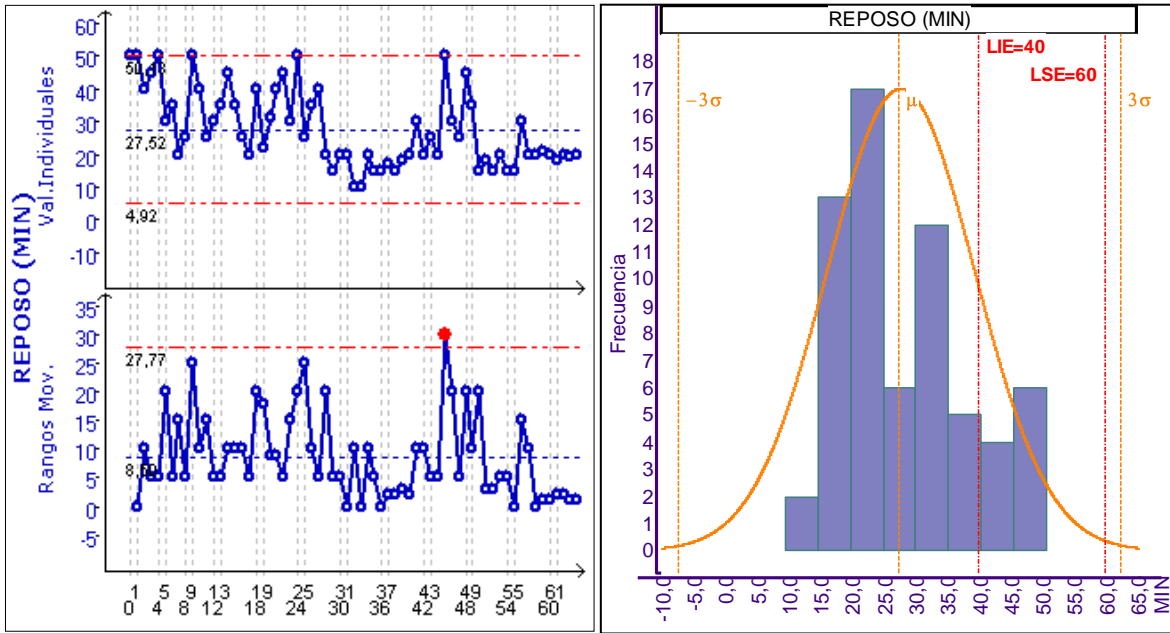 REPOSO (MIN)
Val.Individuales
60
50
40
30
20
10
0
-10
27,52
4,92
Rangos Mov.
35
30
25
20
15
10
5
0
-5
27,77
1 5 9 13 19 25 31 37 43 49 55 61
0 4 8 12 18 24 30 36 42 48 54 60
REPOSO (MIN)
LIE=40
LSE=60
−3σ
μ
3σ
Frecuencia
18
17
16
15
14
13
12
11
10
9
8
7
6
5
4
3
2
1
0
-10,0 -5,0 0,0 5,0 10,0 15,0 20,0 25,0 30,0 35,0 40,0 45,0 50,0 55,0 60,0 65,0
MIN